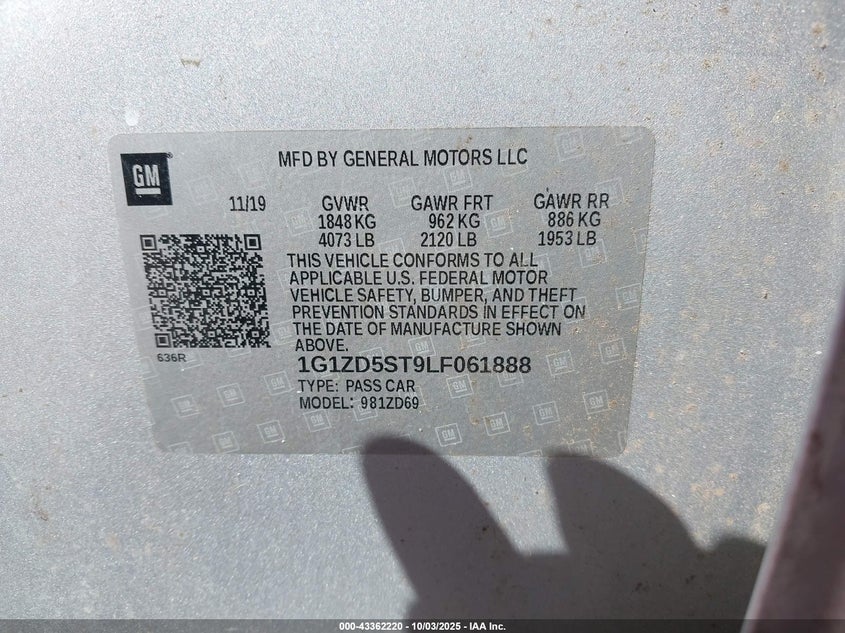 GM
MFD BY GENERAL MOTORS LLC
11/19 GVWR GAWR FRT GAWR RR
1848 KG 962 KG 886 KG
4073 LB 2120 LB 1953 LB
THIS VEHICLE CONFORMS TO ALL
APPLICABLE U.S. FEDERAL MOTOR
VEHICLE SAFETY, BUMPER, AND THEFT
PREVENTION STANDARDS IN EFFECT ON
THE DATE OF MANUFACTURE SHOWN
ABOVE.
636R
1G1ZD5ST9LF061888
TYPE: PASS CAR
MODEL: 981ZD69
000-43362220 - 10/03/2025 - IAA Inc.